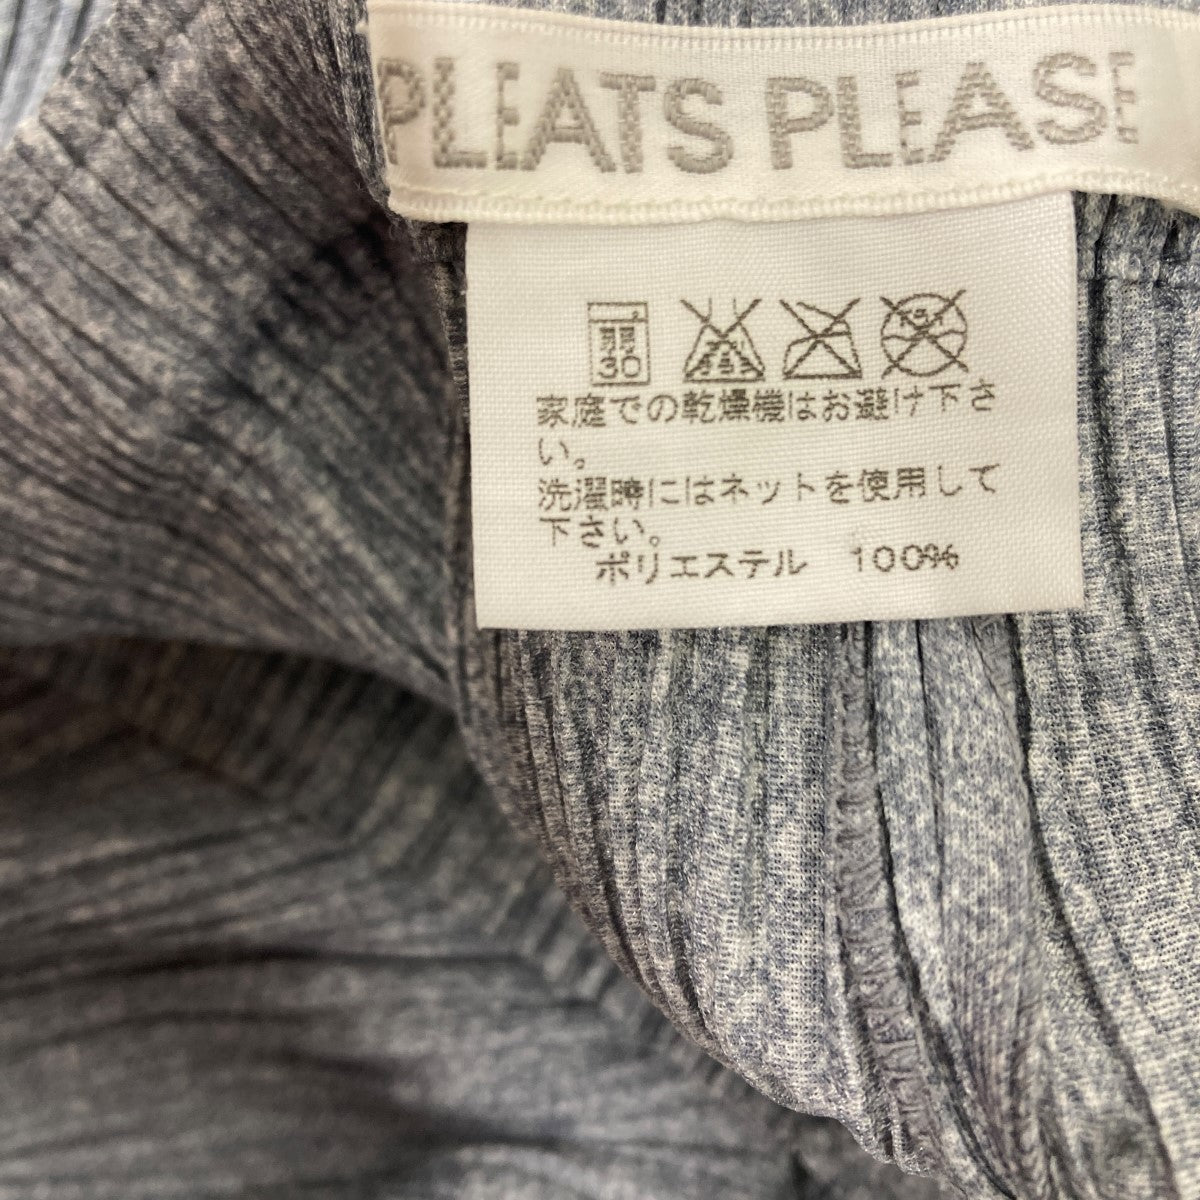 PLEATS PLEASE
弱
30
家庭での乾燥機はお避け下さ
い。
洗濯時にはネットを使用して
下さい。
ポリエステル 100%